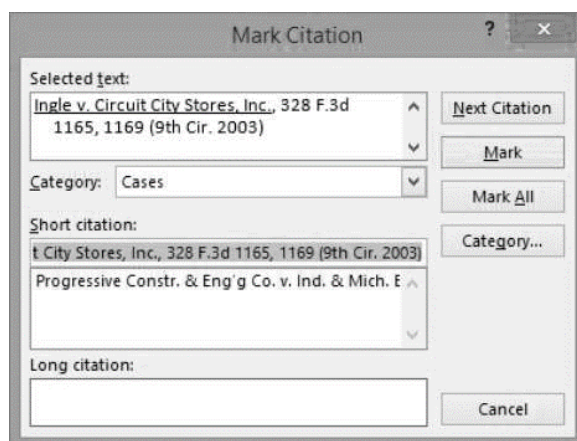 Mark Citation
? ×
Selected text:
Ingle v. Circuit City Stores, Inc., 328 F.3d
1165, 1169 (9th Cir. 2003)
Next Citation
Mark
Category: Cases
Mark All
Short citation:
t City Stores, Inc., 328 F.3d 1165, 1169 (9th Cir. 2003)
Category...
Progressive Constr. & Eng'g Co. v. Ind. & Mich. E
Long citation:
Cancel